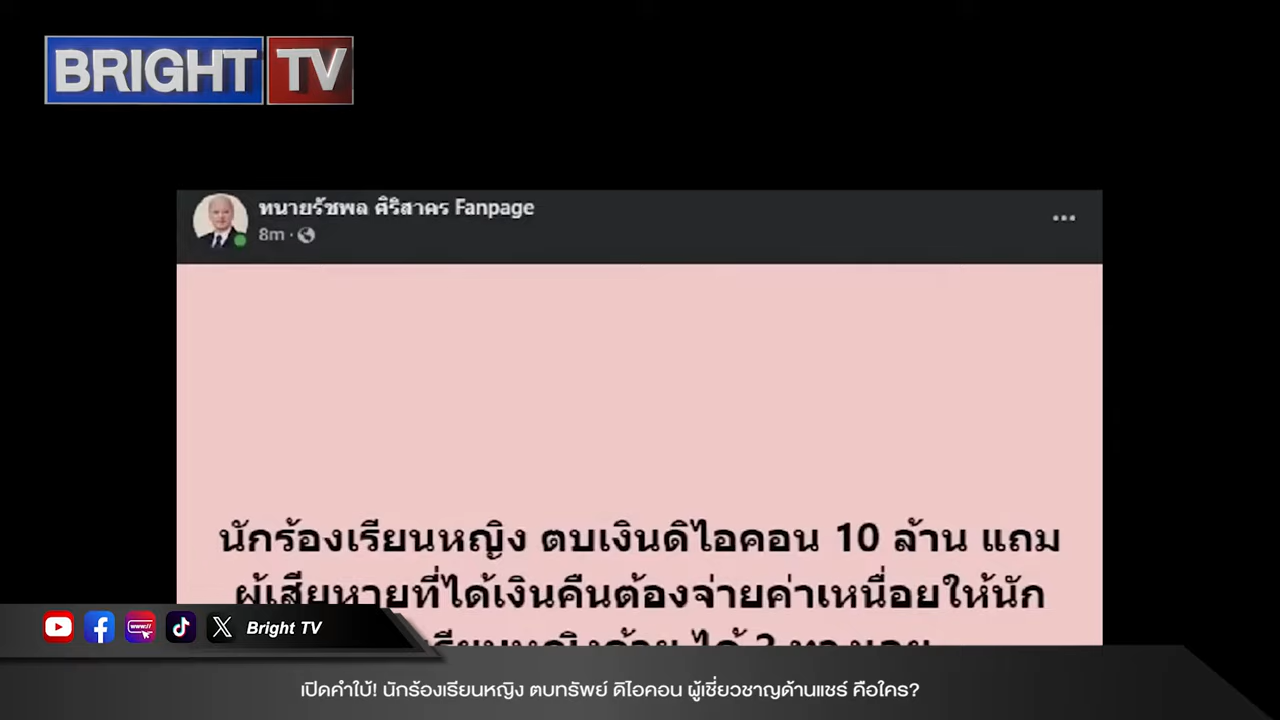 BRIGHT TV
ทนายรัชพล ศิริสาคร Fanpage
8m
นักร้องเรียนหญิง ตบเงินดิไอคอน 10 ล้าน แถม
ผู้เสียหายที่ได้เงินคืนต้องจ่ายค่าเหนื่อยให้นัก
www.//
Bright TV
เปิดคำใบ้! นักร้องเรียนหญิง ตบทรัพย์ ดิไอคอน ผู้เชี่ยวชาญด้านแชร์ คือใคร?